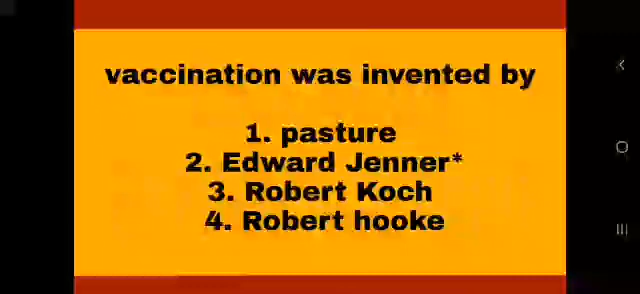 vaccination was invented by
1. pasture
2. Edward Jenner*
3. Robert Koch
4. Robert hooke